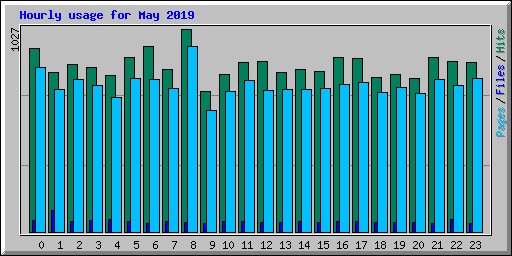 Hourly usage for May 2019
1027
Pages/Files/Hits
0 1 2 3 4 5 6 7 8 9 10 11 12 13 14 15 16 17 18 19 20 21 22 23